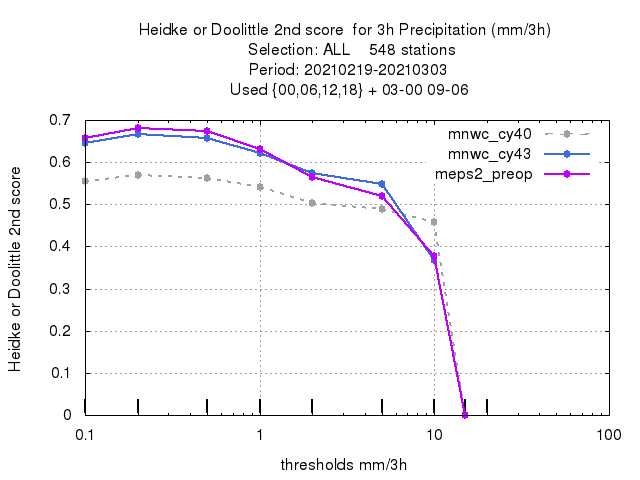 Heidke or Doolittle 2nd score  for 3h Precipitation (mm/3h)
Selection: ALL    548 stations
Period: 20210219-20210303
Used {00,06,12,18} + 03-00 09-06
mnwc_cy40
mnwc_cy43
meps2_preop
Heidke or Doolittle 2nd score
0.7
0.6
0.5
0.4
0.3
0.2
0.1
0
0.1 1 10 100
thresholds mm/3h